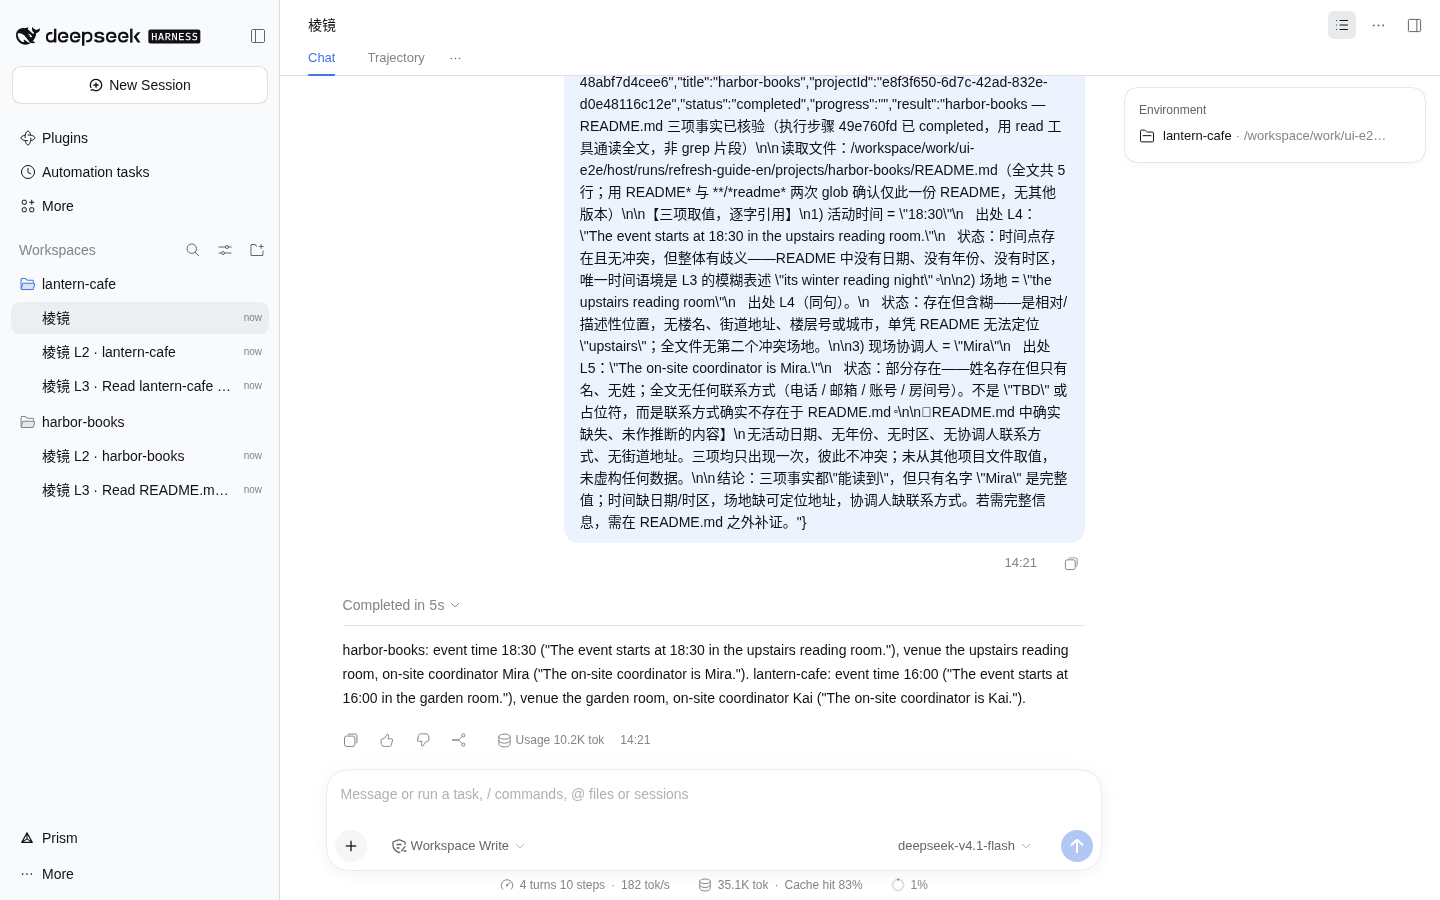 deepseek HARNESS
New Session
Plugins
Automation tasks
More
Workspaces
lantern-cafe
棱镜 now
棱镜 L2 · lantern-cafe now
棱镜 L3 · Read lantern-cafe ... now
harbor-books
棱镜 L2 · harbor-books now
棱镜 L3 · Read README.m... now
Prism
More
棱镜
Chat Trajectory
48abf7d4cee6","title":"harbor-books","projectId":"e8f3f650-6d7c-42ad-832e-
d0e48116c12e","status":"completed","progress":"","result":"harbor-books —
README.md 三项事实已核验（执行步骤 49e760fd 已 completed，用 read 工
具通读全文，非 grep 片段）\n\n读取文件：/workspace/work/ui-
e2e/host/runs/refresh-guide-en/projects/harbor-books/README.md（全文共 5
行；用 README* 与 **/*readme* 两次 glob 确认仅此一份 README，无其他
版本）\n\n【三项取值，逐字引用】\n1) 活动时间 = \"18:30\"\n   出处 L4：
\"The event starts at 18:30 in the upstairs reading room.\"\n   状态：时间点存
在且无冲突，但整体有歧义——README 中没有日期、没有年份、没有时区，
唯一时间语境是 L3 的模糊表述 \"its winter reading night\"。\n\n2) 场地 = \"the
upstairs reading room\"\n   出处 L4（同句）。\n   状态：存在但含糊——是相对/
描述性位置，无楼名、街道地址、楼层号或城市，单凭 README 无法定位
\"upstairs\"；全文件无第二个冲突场地。\n\n3) 现场协调人 = \"Mira\"\n   出处
L5：\"The on-site coordinator is Mira.\"\n   状态：部分存在——姓名存在但只有
名、无姓；全文无任何联系方式（电话 / 邮箱 / 账号 / 房间号）。不是 \"TBD\" 或
占位符，而是联系方式确实不存在于 README.md。\n\n【README.md 中确实
缺失、未作推断的内容】\n无活动日期、无年份、无时区、无协调人联系方
式、无街道地址。三项均只出现一次，彼此不冲突；未从其他项目文件取值，
未虚构任何数据。\n\n结论：三项事实都\"能读到\"，但只有名字 \"Mira\" 是完整
值；时间缺日期/时区，场地缺可定位地址，协调人缺联系方式。若需完整信
息，需在 README.md 之外补证。"}
14:21
Completed in 5s
harbor-books: event time 18:30 ("The event starts at 18:30 in the upstairs reading room."), venue the upstairs reading
room, on-site coordinator Mira ("The on-site coordinator is Mira."). lantern-cafe: event time 16:00 ("The event starts at
16:00 in the garden room."), venue the garden room, on-site coordinator Kai ("The on-site coordinator is Kai.").
Usage 10.2K tok 14:21
Message or run a task, / commands, @ files or sessions
Workspace Write
deepseek-v4.1-flash
4 turns 10 steps · 182 tok/s 35.1K tok · Cache hit 83% 1%
Environment
lantern-cafe · /workspace/work/ui-e2...